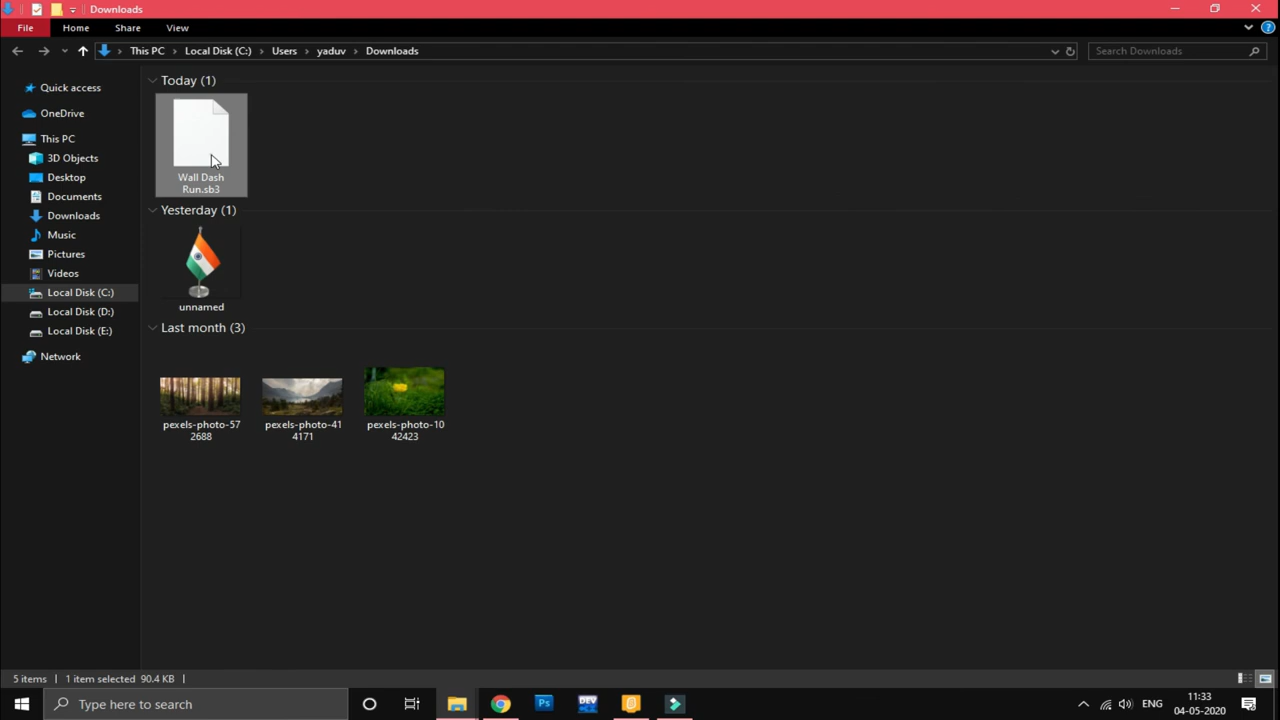 Downloads
File
Home
Share
View
This PC
Local Disk (C:)
Users
yaduv
Downloads
Search Downloads
Quick access
OneDrive
This PC
3D Objects
Desktop
Documents
Downloads
Music
Pictures
Videos
Local Disk (C:)
Local Disk (D:)
Local Disk (E:)
Network
Today (1)
Wall Dash
Run.sb3
Yesterday (1)
unnamed
Last month (3)
pexels-photo-57
2688
pexels-photo-41
4171
pexels-photo-10
42423
5 items
1 item selected 90.4 KB
Type here to search
Ps
DEV
ENG
11:33
04-05-2020